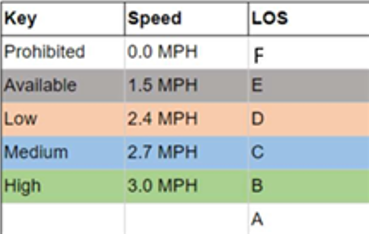 Key Speed LOS
Prohibited 0.0 MPH F
Available 1.5 MPH E
Low 2.4 MPH D
Medium 2.7 MPH C
High 3.0 MPH B
A